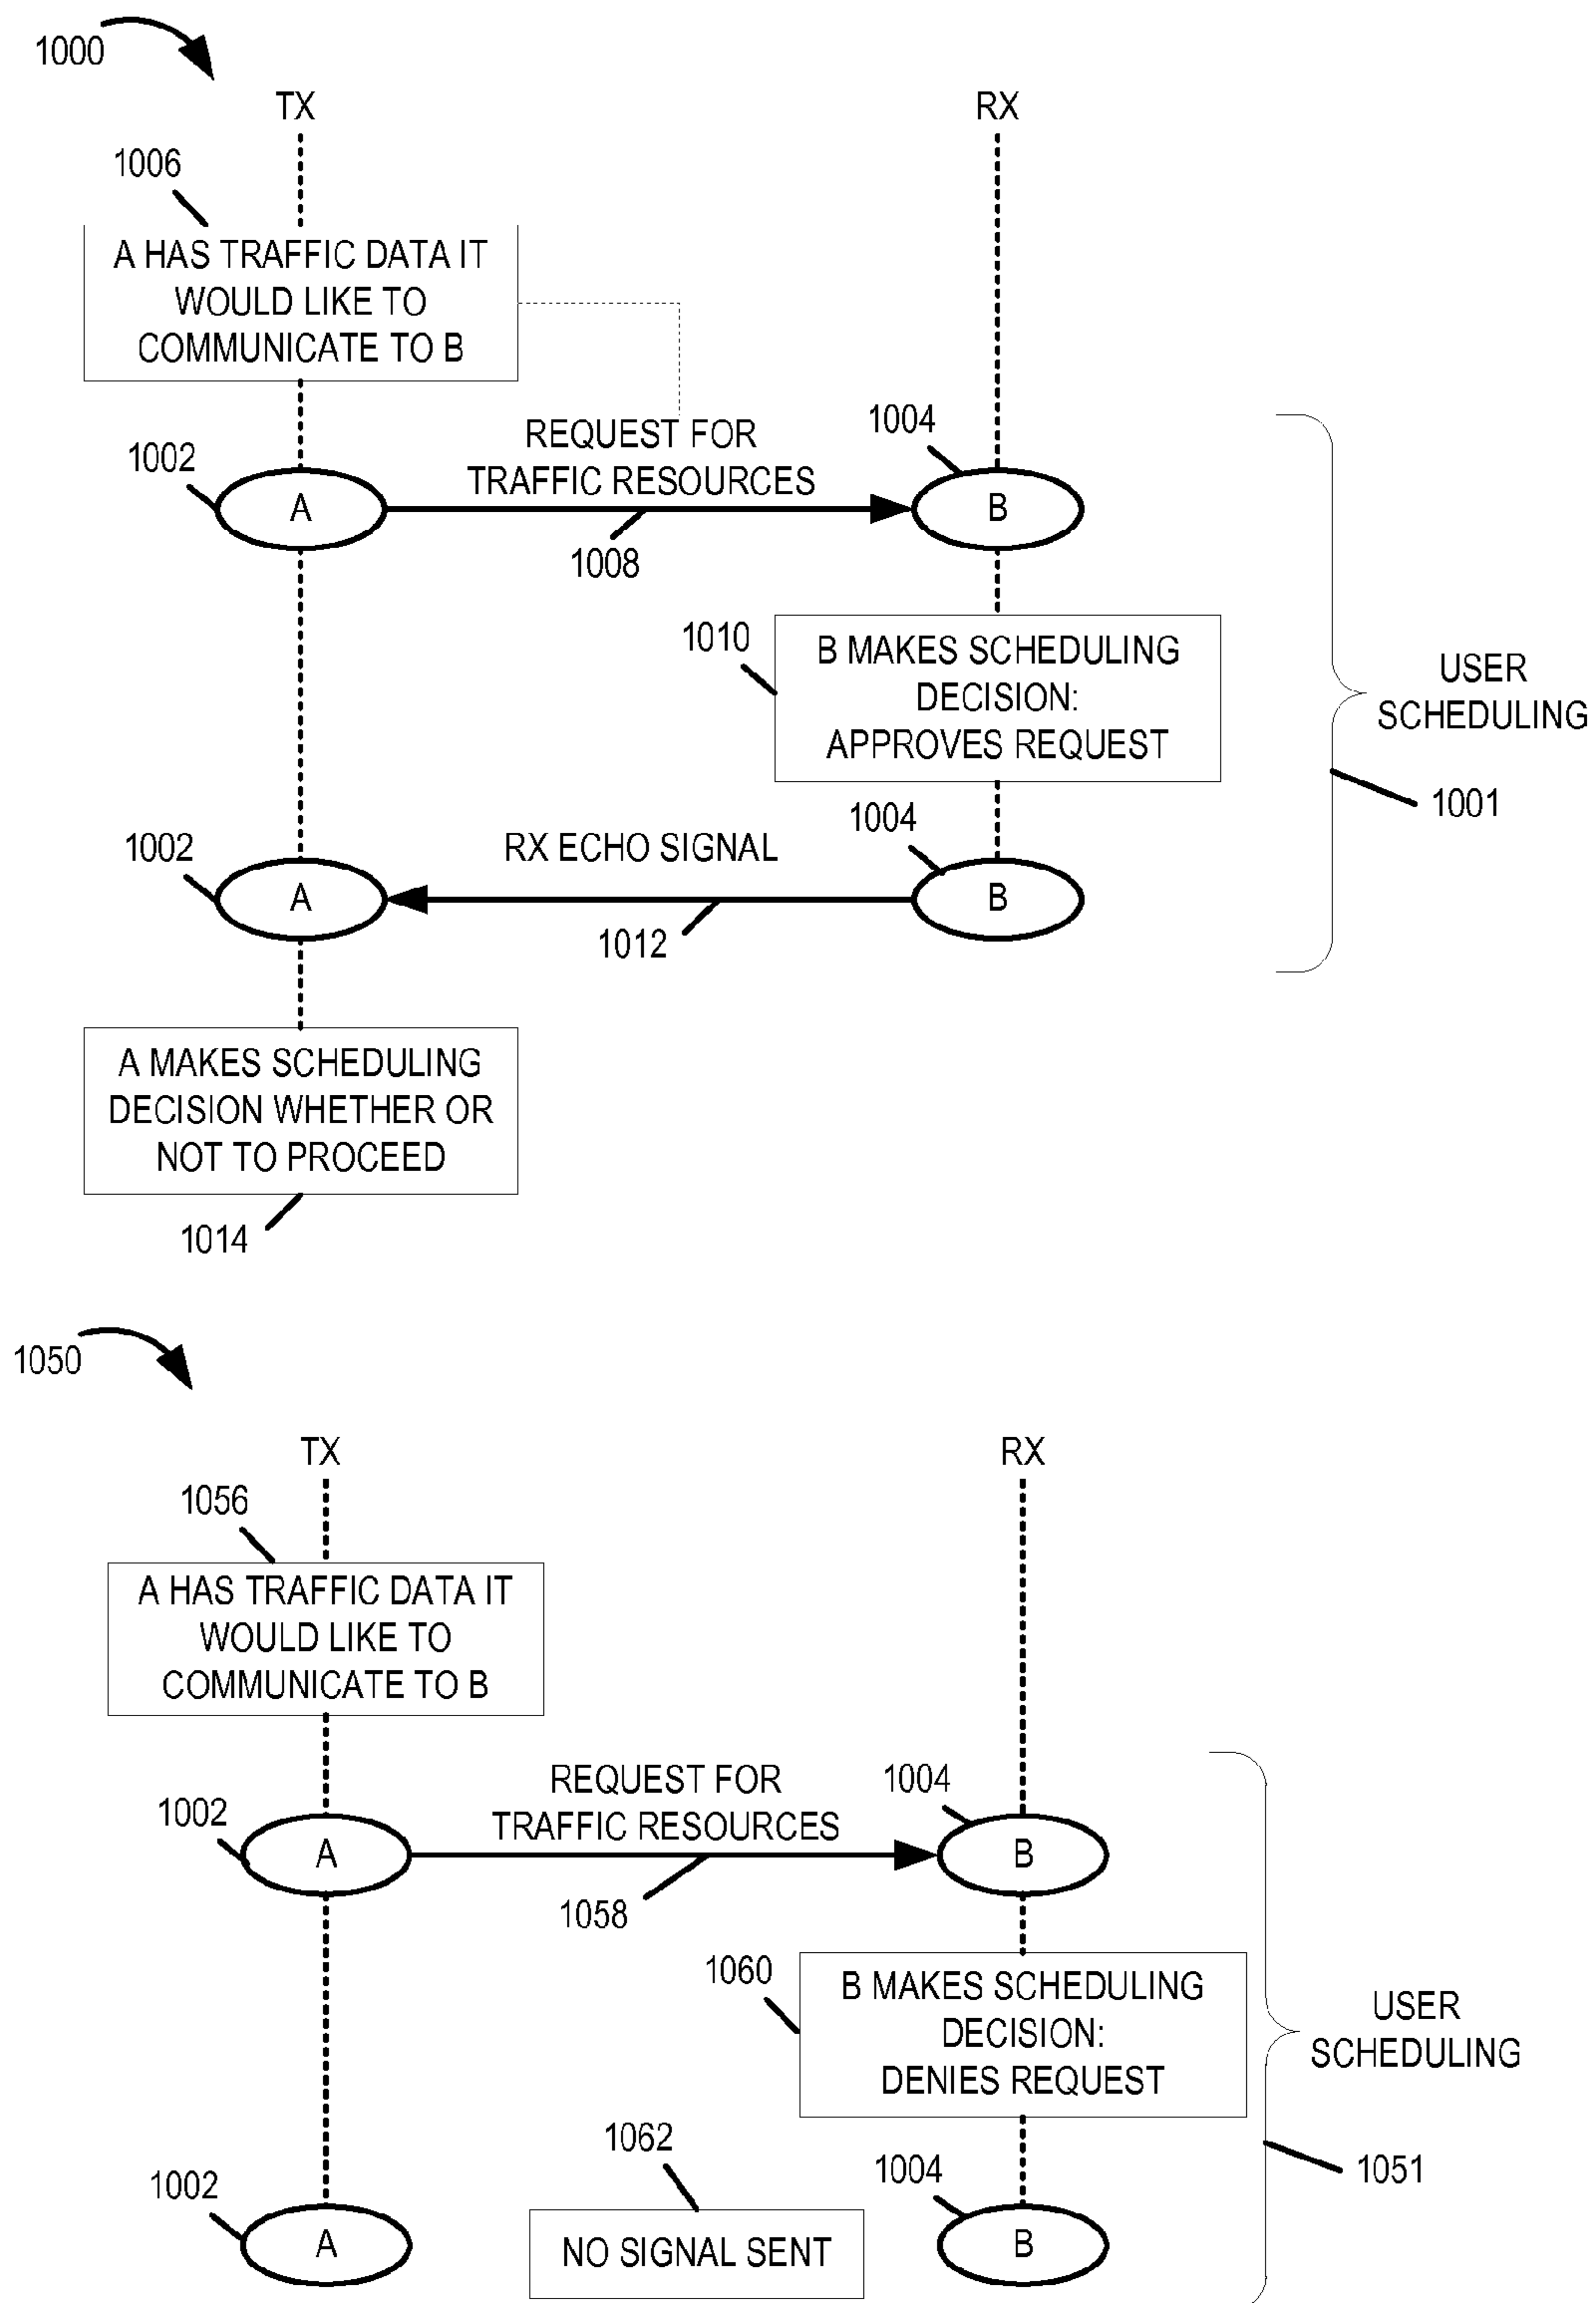 1000
TX
RX
1006
A HAS TRAFFIC DATA IT
WOULD LIKE TO
COMMUNICATE TO B
1002
A
REQUEST FOR
TRAFFIC RESOURCES
1008
1004
B
1010
B MAKES SCHEDULING
DECISION:
APPROVES REQUEST
USER
SCHEDULING
1001
1002
A
RX ECHO SIGNAL
1012
1004
B
A MAKES SCHEDULING
DECISION WHETHER OR
NOT TO PROCEED
1014
1050
TX
RX
1056
A HAS TRAFFIC DATA IT
WOULD LIKE TO
COMMUNICATE TO B
1002
A
REQUEST FOR
TRAFFIC RESOURCES
1058
1004
B
1060
B MAKES SCHEDULING
DECISION:
DENIES REQUEST
USER
SCHEDULING
1051
1002
A
1062
NO SIGNAL SENT
1004
B